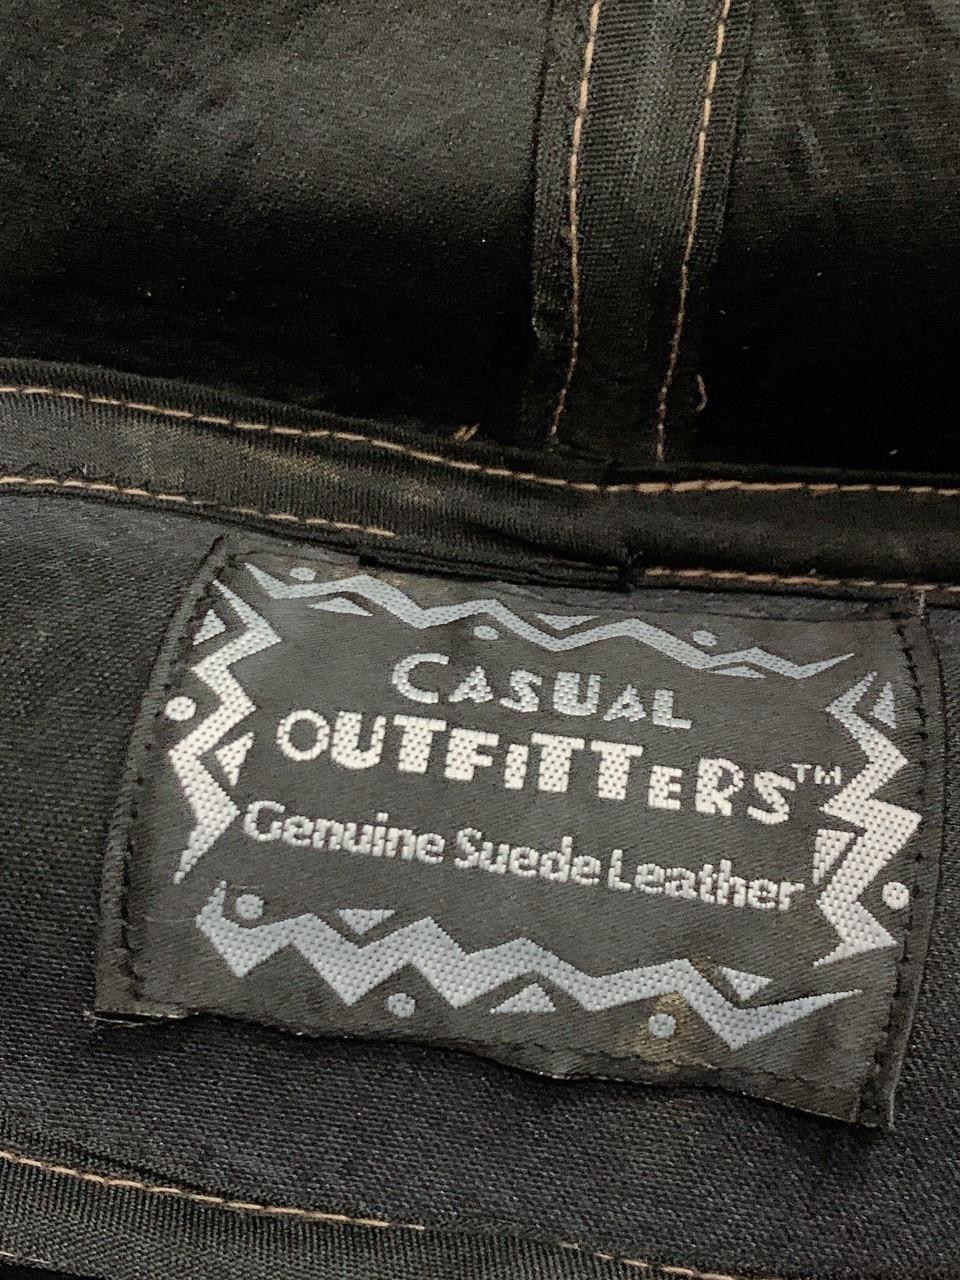 CASUAL
OUTFITTERS™
Genuine Suede Leather